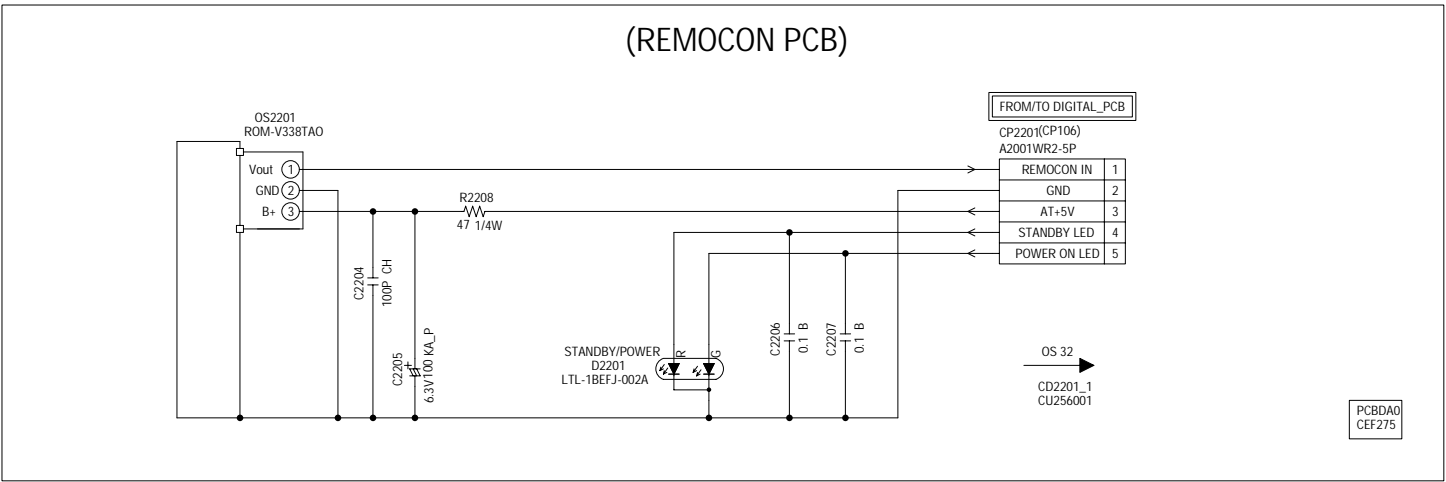 (REMOCON PCB)
FROM/TO DIGITAL_PCB
OS2201
ROM-V338TAO
CP2201(CP106)
A2001WR2-5P
Vout 1
GND 2
B+ 3
REMOCON IN 1
GND 2
AT+5V 3
STANDBY LED 4
POWER ON LED 5
R2208
47 1/4W
C2204
100P CH
C2205
+
6.3V100 KA_P
STANDBY/POWER
D2201
LTL-1BEFJ-002A
R
G
C2206
0.1 B
C2207
0.1 B
OS 32
CD2201_1
CU256001
PCBDA0
CEF275